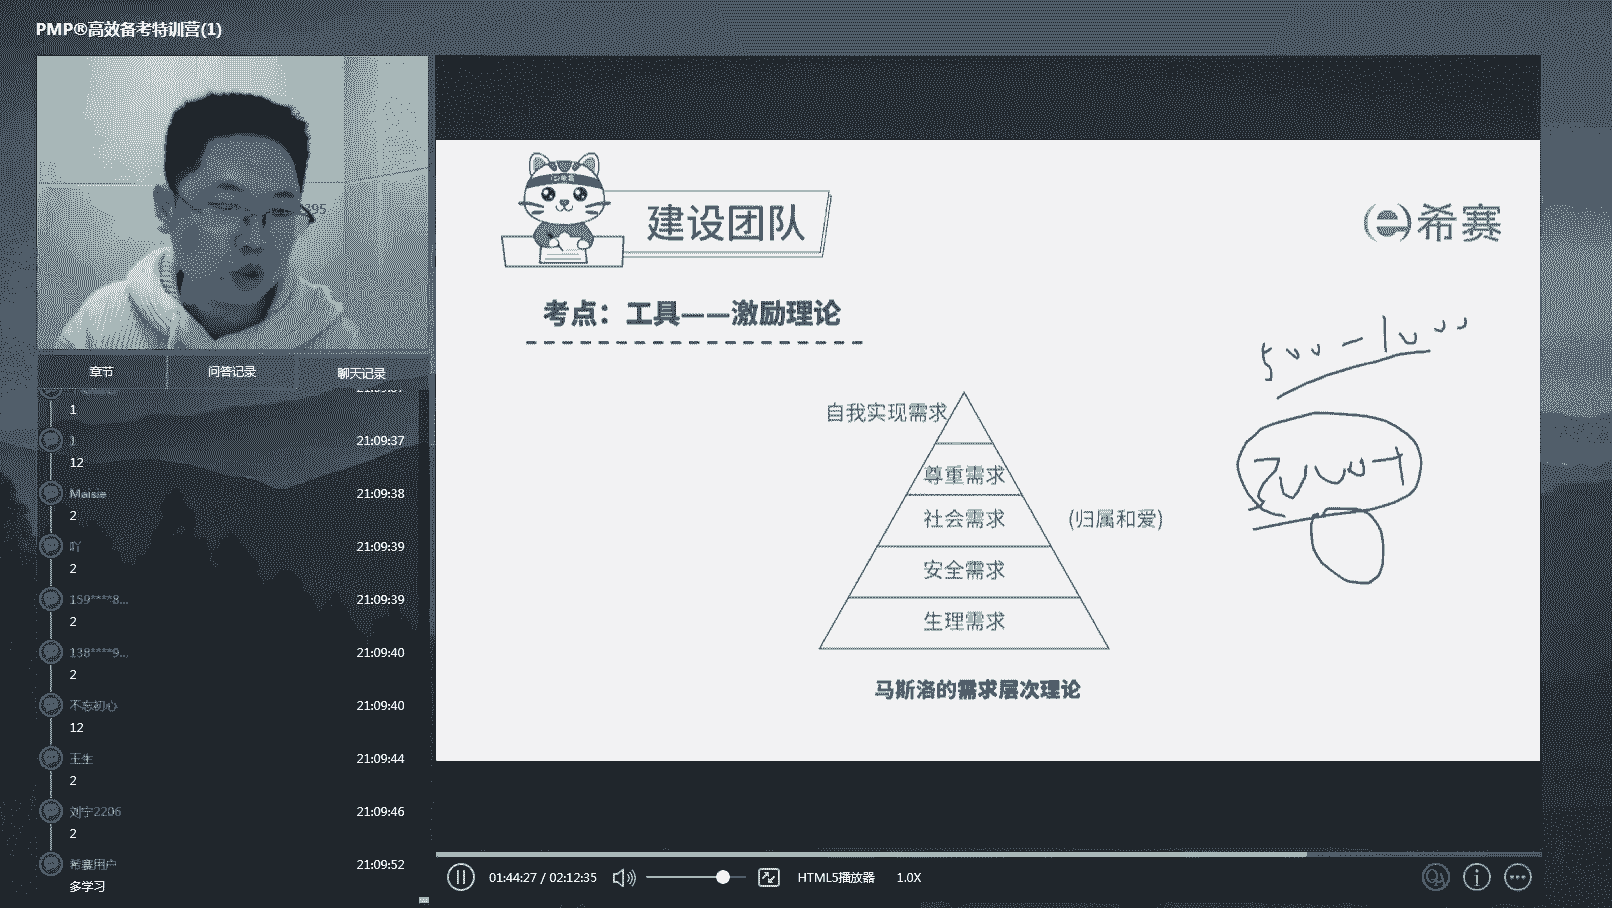 PMP®高效备考特训营(1)
395
章节
问答记录
聊天记录
1
1
21:09:37
12
Maisie
21:09:38
2
吖
21:09:39
2
159****8...
21:09:39
2
138****9...
21:09:40
2
不忘初心
21:09:40
12
王生
21:09:44
2
刘宁2206
21:09:46
2
希赛用户
21:09:52
多学习
建设团队
希赛
考点：工具——激励理论
自我实现需求
尊重需求
社会需求
(归属和爱)
安全需求
生理需求
马斯洛的需求层次理论
01:44:27 / 02:12:35
HTML5播放器
1.0X